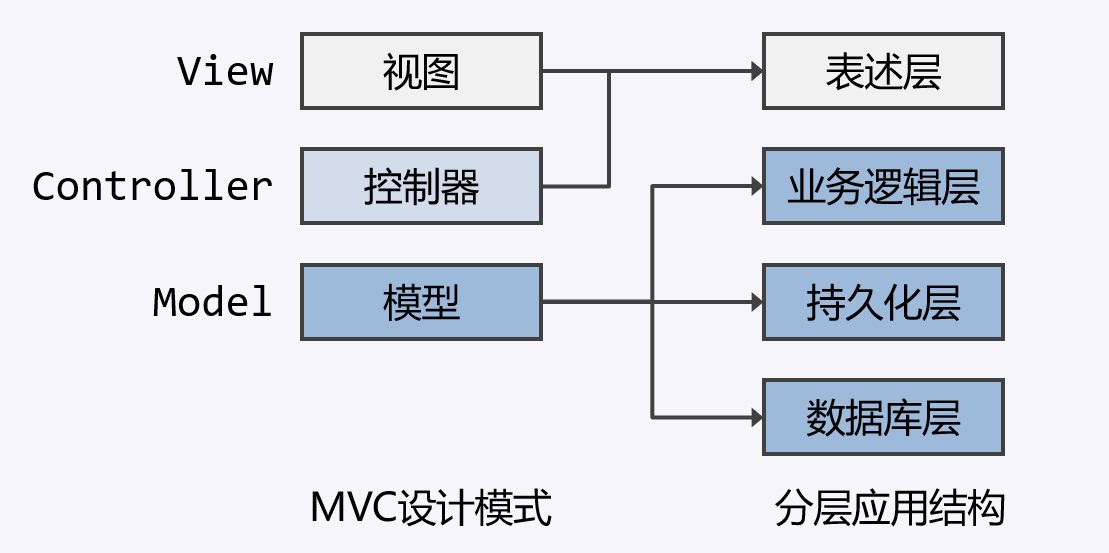 View 视图 表述层
Controller 控制器 业务逻辑层
Model 模型 持久化层
数据库层
MVC设计模式 分层应用结构